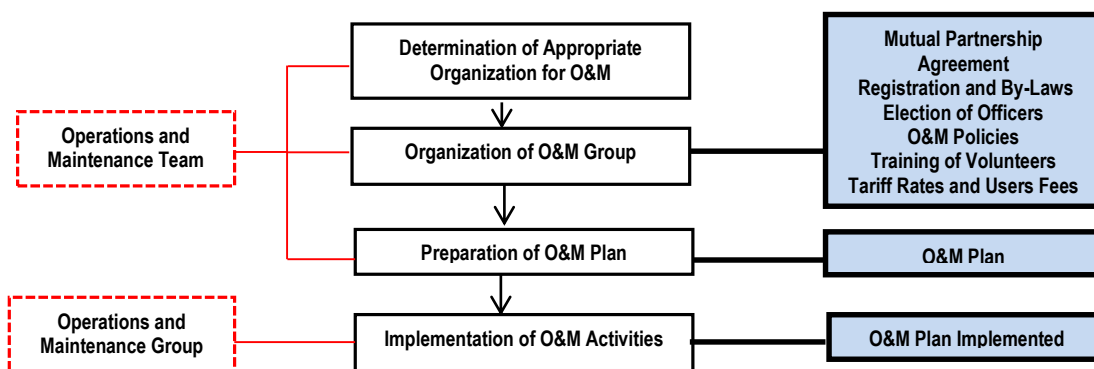 Determination of Appropriate
Organization for O&M
Mutual Partnership
Agreement
Registration and By-Laws
Election of Officers
O&M Policies
Training of Volunteers
Tariff Rates and Users Fees
Operations and
Maintenance Team
Organization of O&M Group
Preparation of O&M Plan
O&M Plan
Operations and
Maintenance Group
Implementation of O&M Activities
O&M Plan Implemented